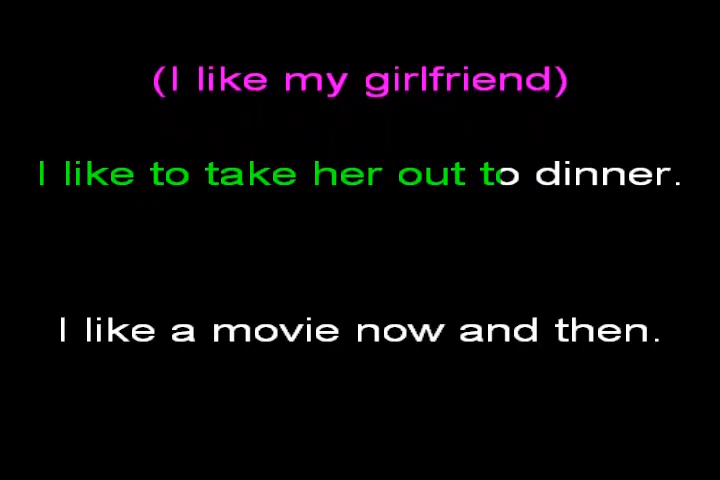 (I like my girlfriend)
I like to take her out to dinner.
I like a movie now and then.